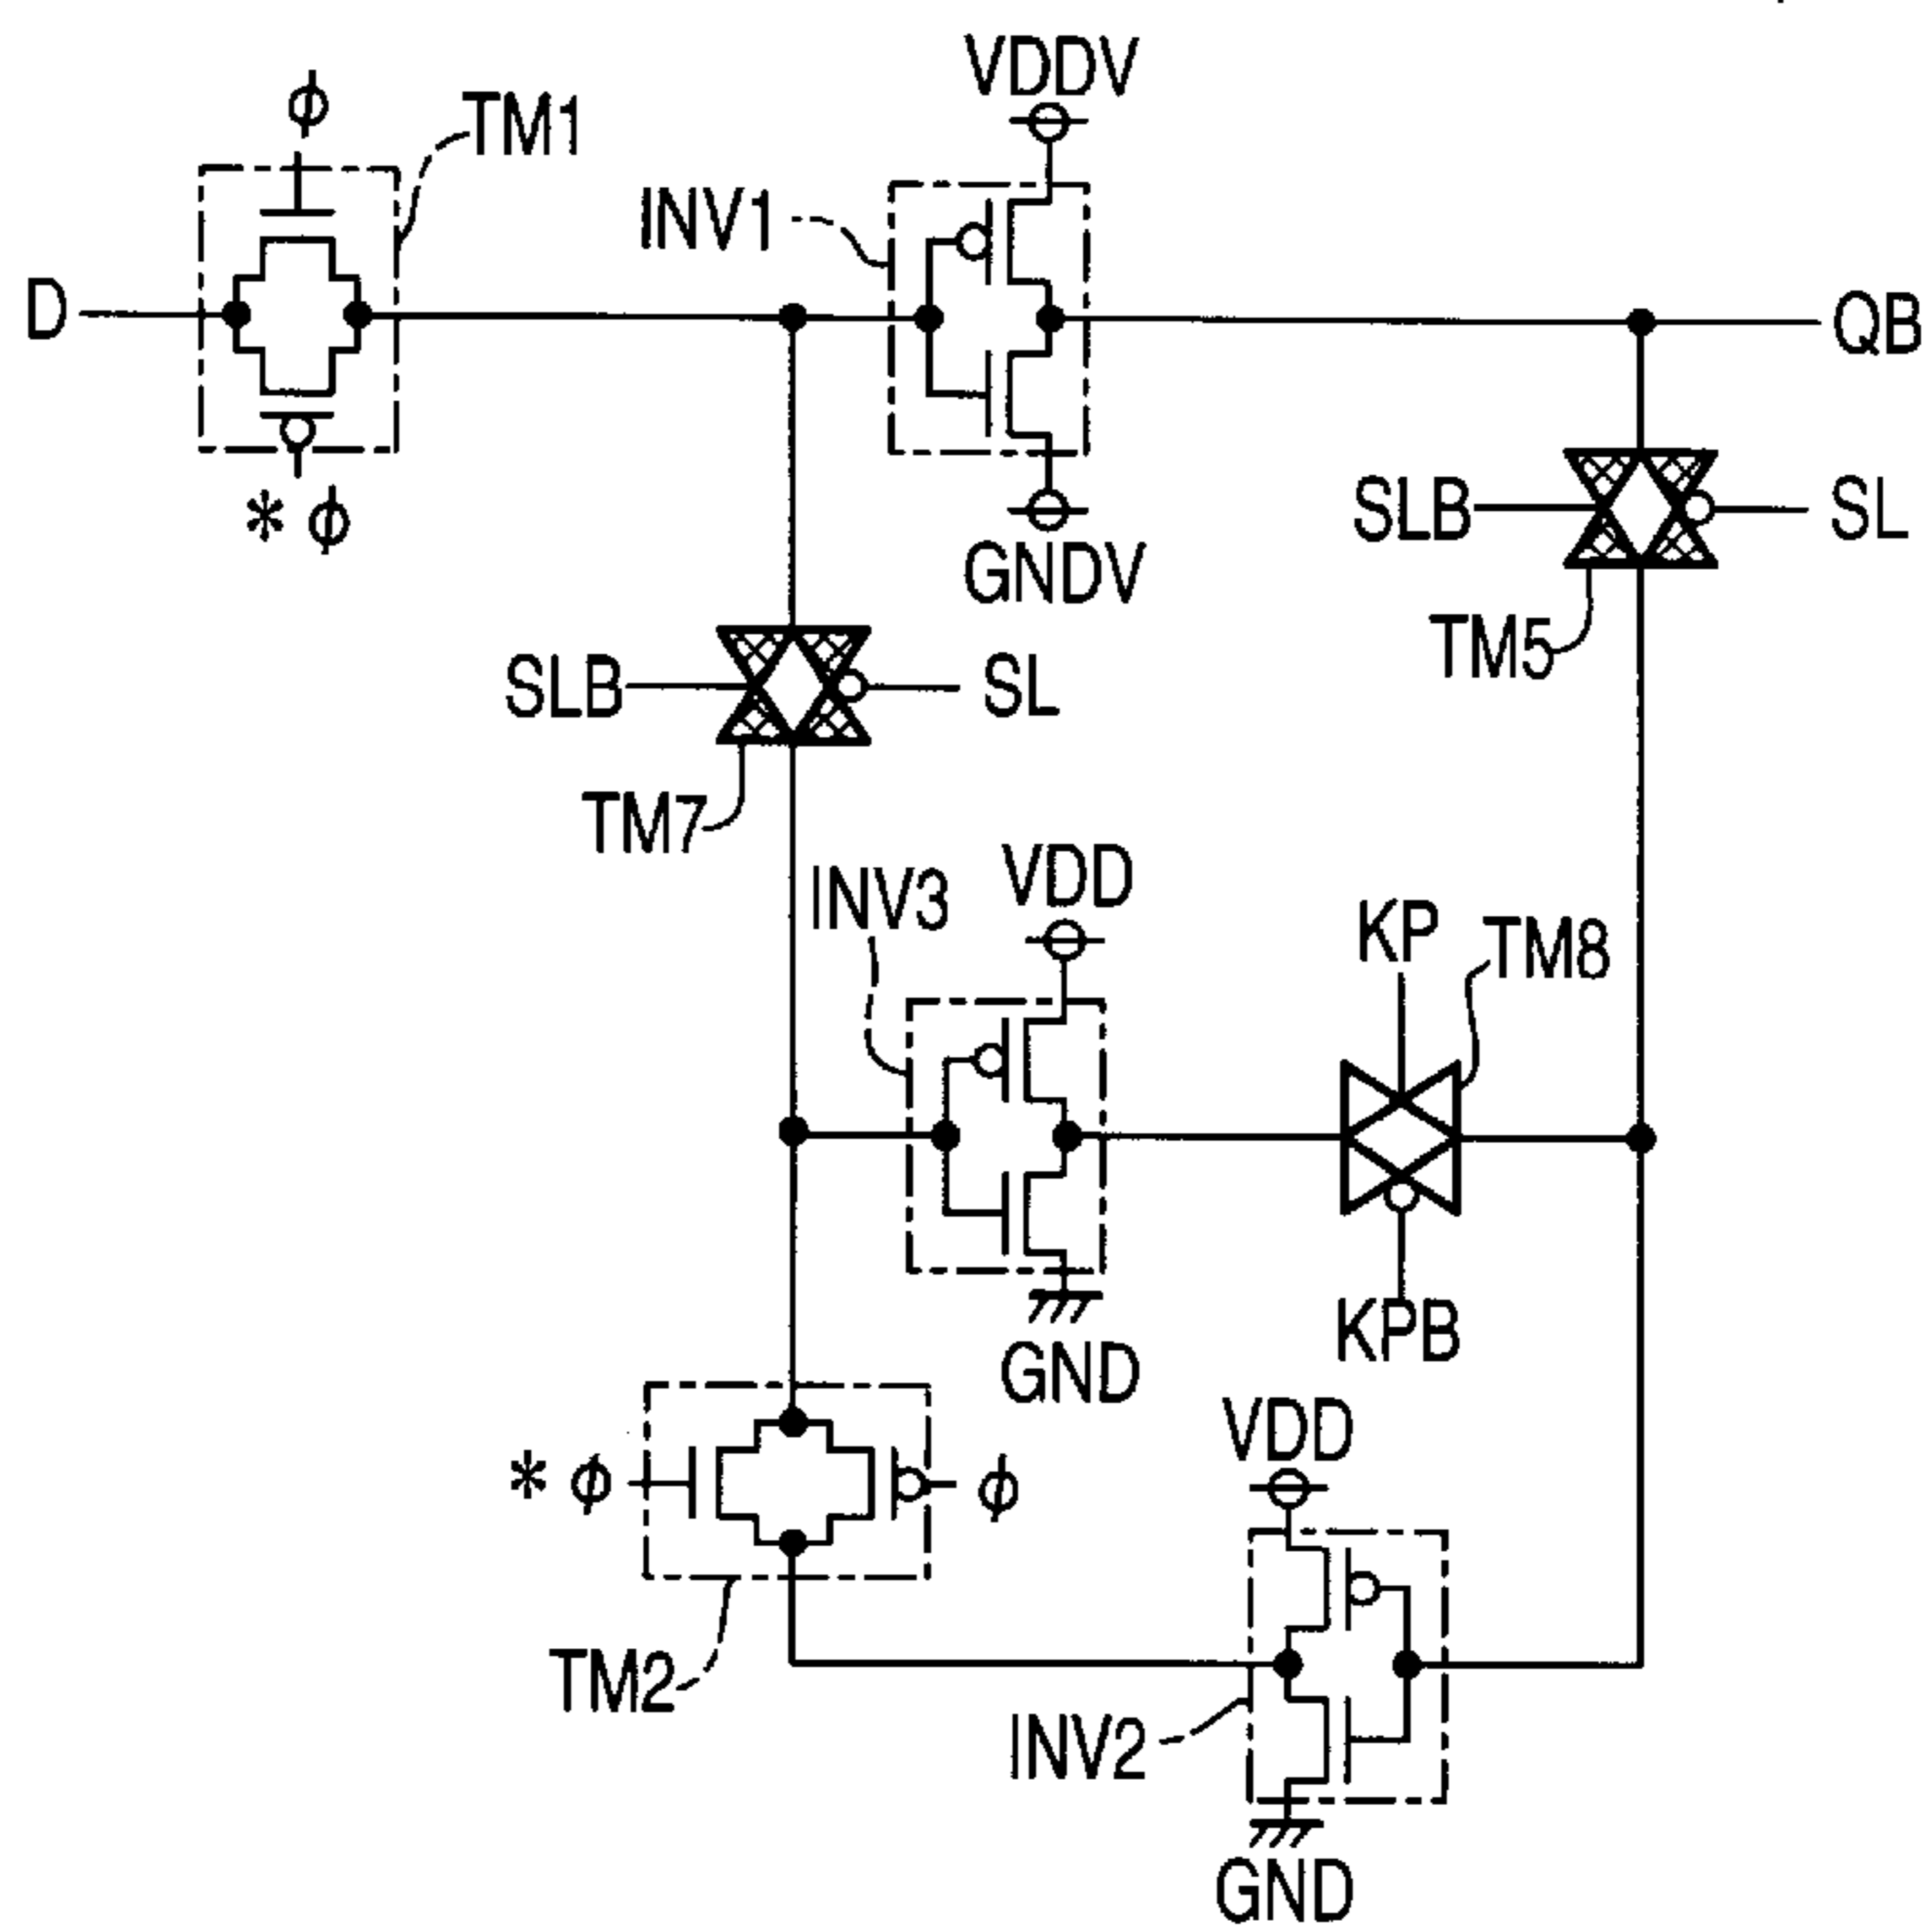 VDDV
ϕ
TM1
INV1
D
QB
* ϕ
SLB
SL
GNDV
TM5
SLB
SL
TM7
VDD
INV3
KP
TM8
KPB
GND
VDD
* ϕ
ϕ
TM2
INV2
GND